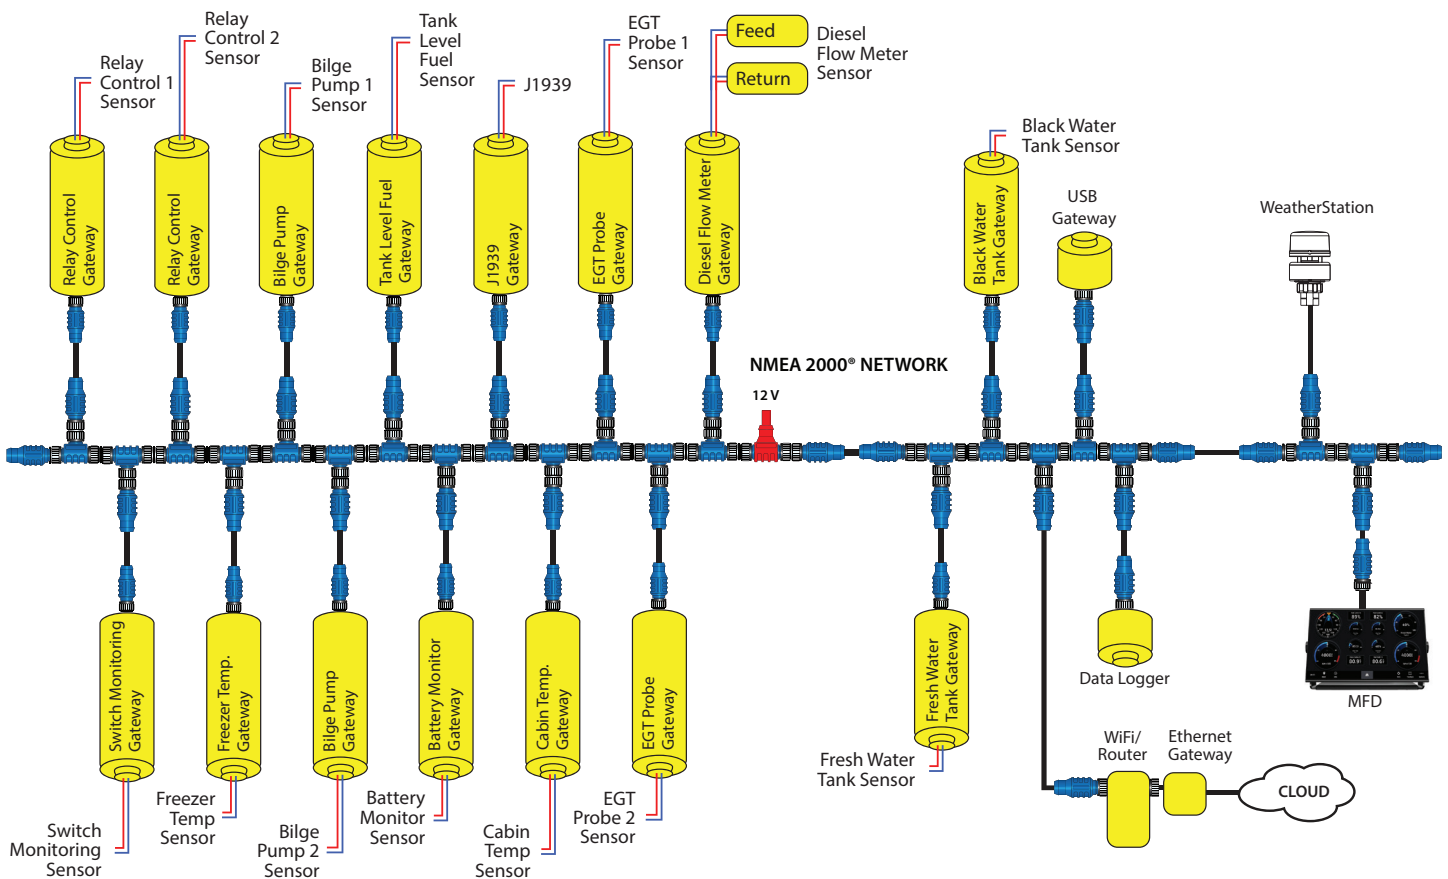 Relay
Control 1
Sensor
Relay
Control 2
Sensor
Bilge
Pump 1
Sensor
Tank
Level
Fuel
Sensor
J1939
EGT
Probe 1
Sensor
Feed
Return
Diesel
Flow Meter
Sensor
Black Water
Tank Sensor
USB
Gateway
WeatherStation
Relay Control
Gateway
Relay Control
Gateway
Bilge Pump
Gateway
Tank Level Fuel
Gateway
J1939
Gateway
EGT Probe
Gateway
Diesel Flow Meter
Gateway
Black Water
Tank Gateway
NMEA 2000® NETWORK
12 V
Switch Monitoring
Gateway
Freezer Temp.
Gateway
Bilge Pump
Gateway
Battery Monitor
Gateway
Cabin Temp.
Gateway
EGT Probe
Gateway
Fresh Water
Tank Gateway
Data Logger
MFD
Switch
Monitoring
Sensor
Freezer
Temp
Sensor
Bilge
Pump 2
Sensor
Battery
Monitor
Sensor
Cabin
Temp
Sensor
EGT
Probe 2
Sensor
Fresh Water
Tank Sensor
WiFi/
Router
Ethernet
Gateway
CLOUD